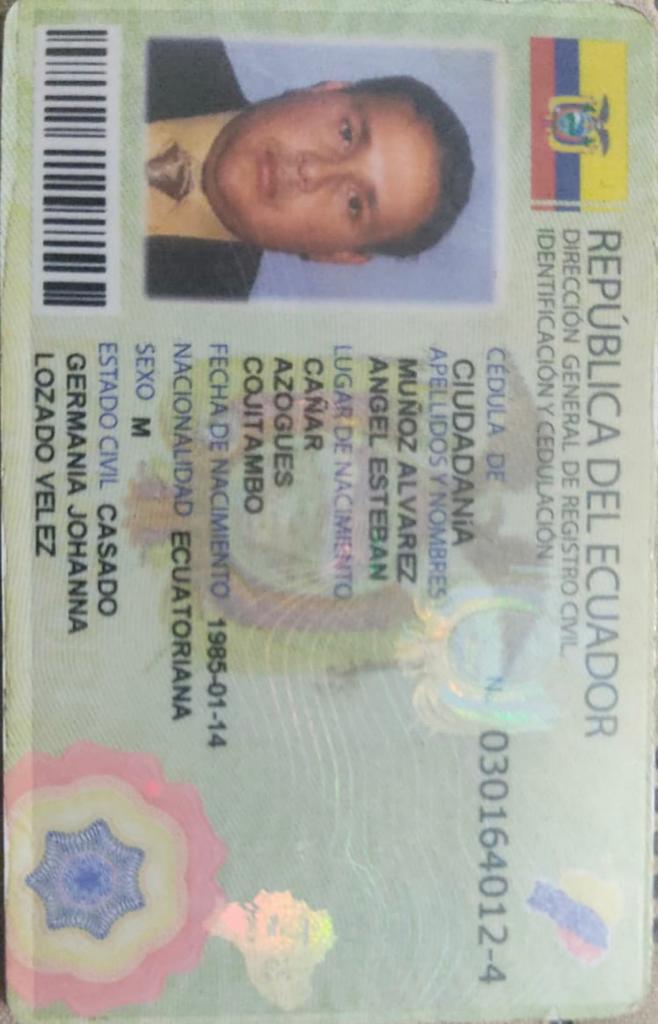 REPÚBLICA DEL ECUADOR
DIRECCIÓN GENERAL DE REGISTRO CIVIL,
IDENTIFICACIÓN Y CEDULACIÓN
CÉDULA DE N. 030164012-4
CIUDADANÍA
APELLIDOS Y NOMBRES
MUÑOZ ALVAREZ
ANGEL ESTEBAN
LUGAR DE NACIMIENTO
CAÑAR
AZOGUES
COJITAMBO
FECHA DE NACIMIENTO 1985-01-14
NACIONALIDAD ECUATORIANA
SEXO M
ESTADO CIVIL CASADO
GERMANIA JOHANNA
LOZADO VELEZ